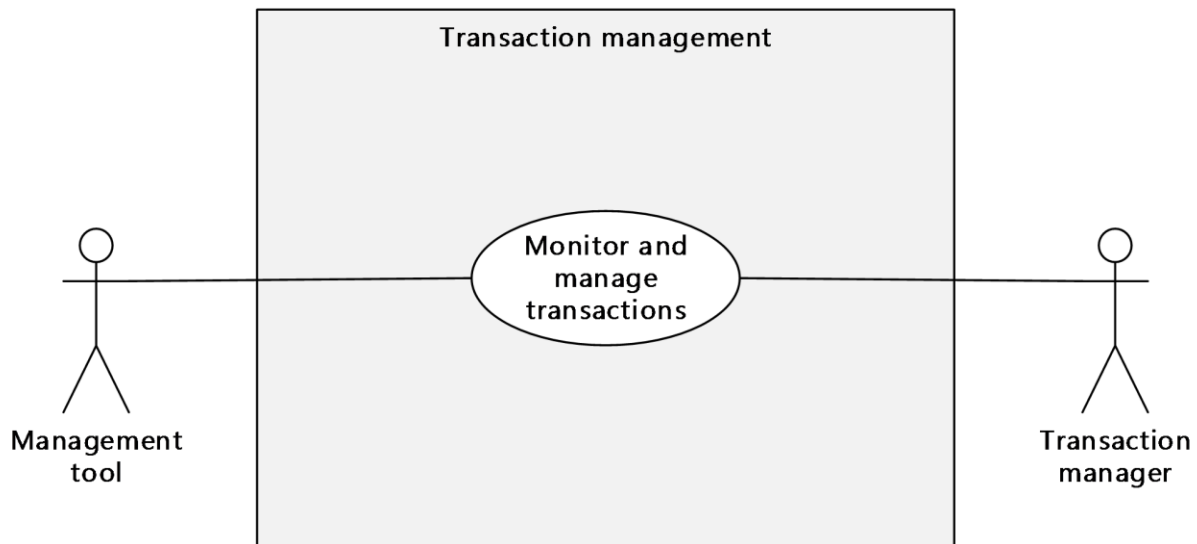 Transaction management
Monitor and
manage
transactions
Management
tool
Transaction
manager